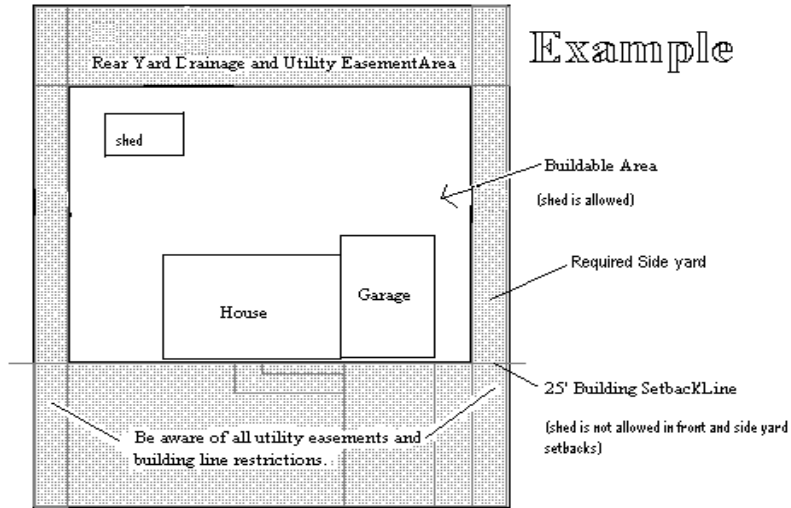 Example
Rear Yard Drainage and Utility EasementArea
shed
Buildable Area
(shed is allowed)
Required Side yard
Garage
House
25' Building SetbackLine
(shed is not allowed in front and side yard
setbacks)
Be aware of all utility easements and
building line restrictions.